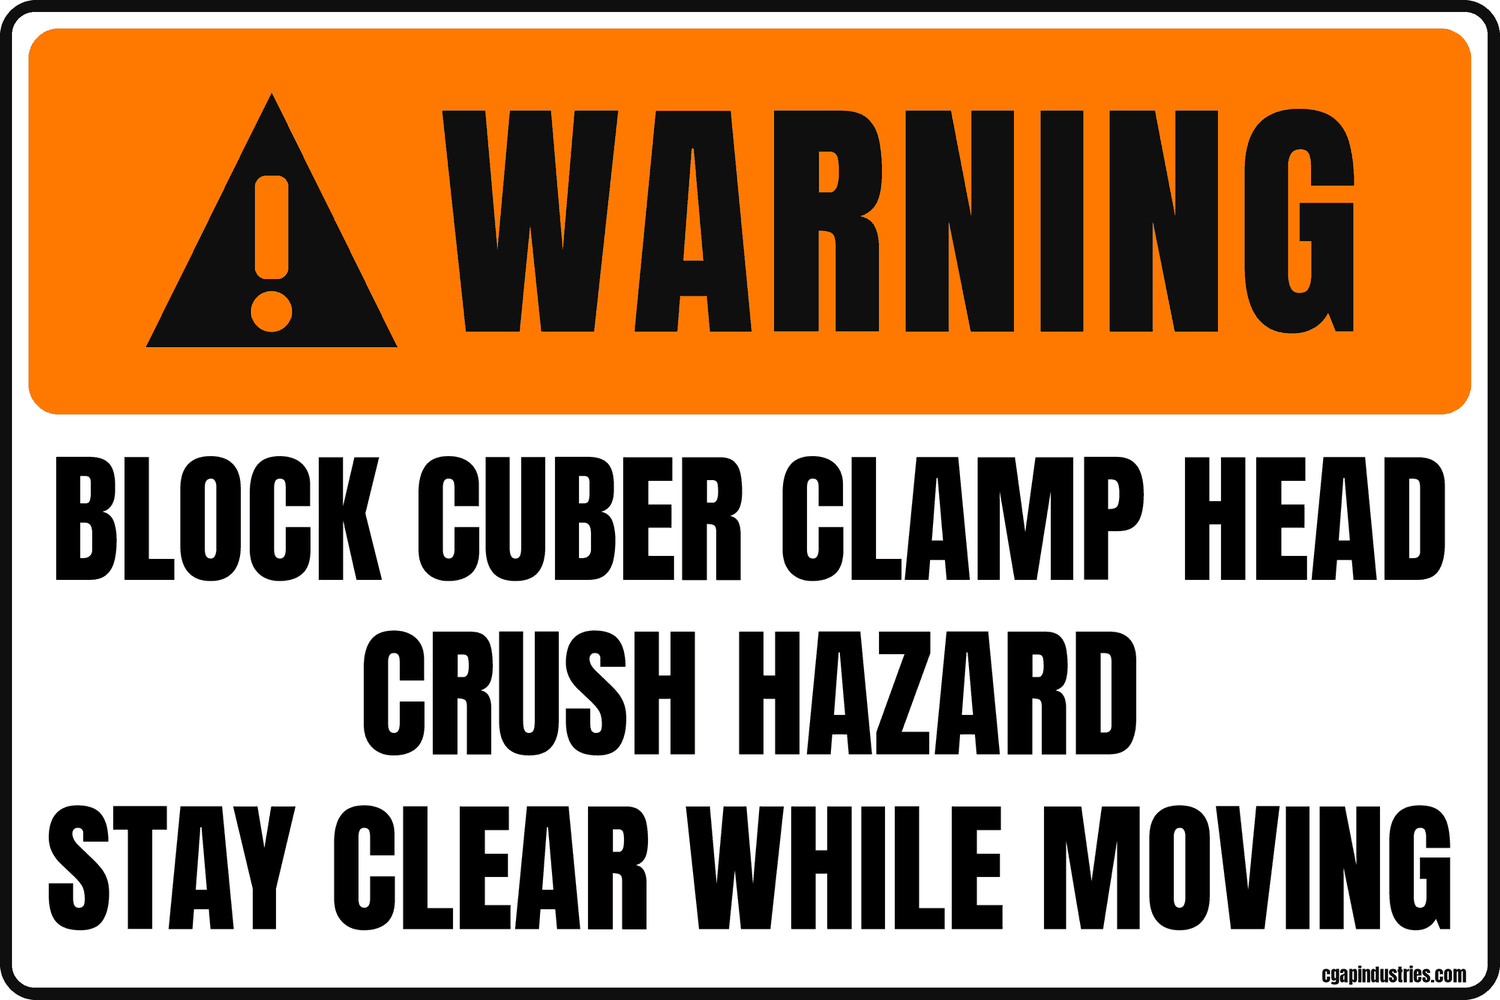 WARNING
BLOCK CUBER CLAMP HEAD
CRUSH HAZARD
STAY CLEAR WHILE MOVING
cgapindustries.com